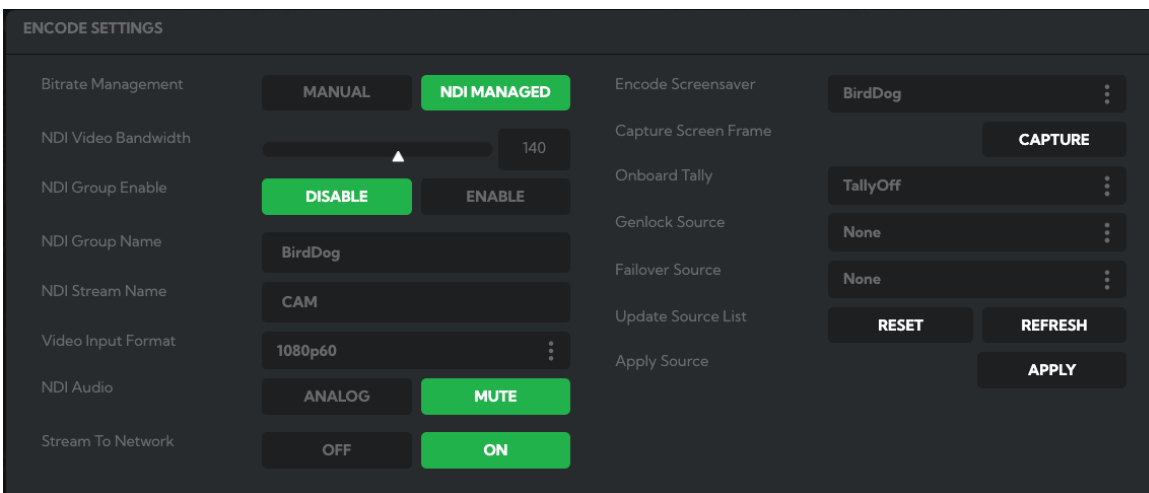 ENCODE SETTINGS
Bitrate Management
MANUAL
NDI MANAGED
NDI Video Bandwidth
140
NDI Group Enable
DISABLE
ENABLE
NDI Group Name
BirdDog
NDI Stream Name
CAM
Video Input Format
1080p60
NDI Audio
ANALOG
MUTE
Stream To Network
OFF
ON
Encode Screensaver
BirdDog
Capture Screen Frame
CAPTURE
Onboard Tally
TallyOff
Genlock Source
None
Failover Source
None
Update Source List
RESET
REFRESH
Apply Source
APPLY